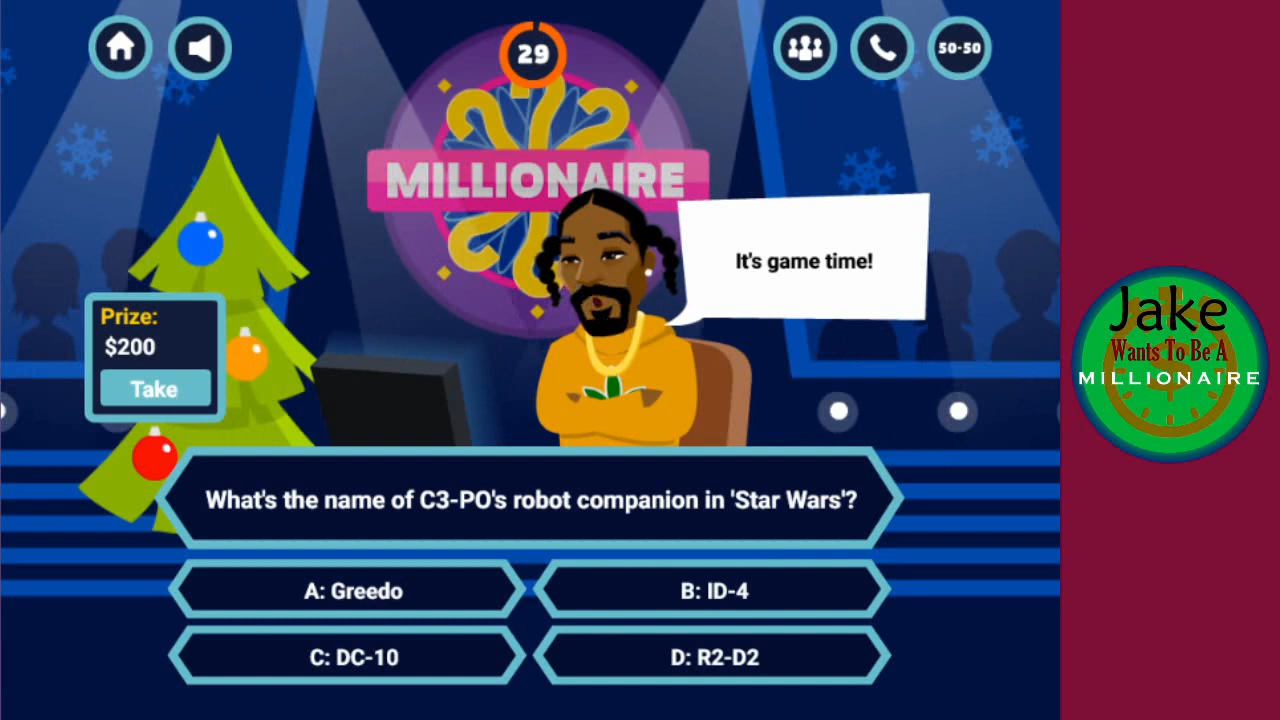 29
50-50
MILLIONAIRE
It's game time!
Prize:
$200
Take
What's the name of C3-PO's robot companion in 'Star Wars'?
A: Greedo
B: ID-4
C: DC-10
D: R2-D2
Jake
Wants To Be A
MILLIONAIRE